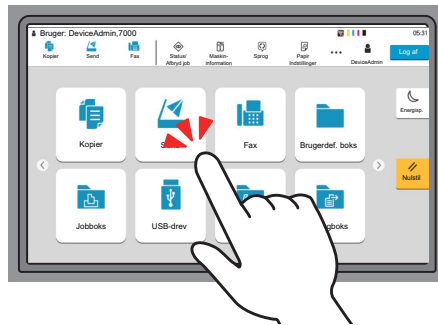 Bruger: DeviceAdmin,7000
05:31
Kopier
Send
Fax
Status/
Afbryd job
Maskin-
information
Sprog
Papir
Indstillinger
DeviceAdmin
Log af
Energisp.
Kopier
Fax
Brugerdef. boks
Nulstil
Jobboks
USB-drev